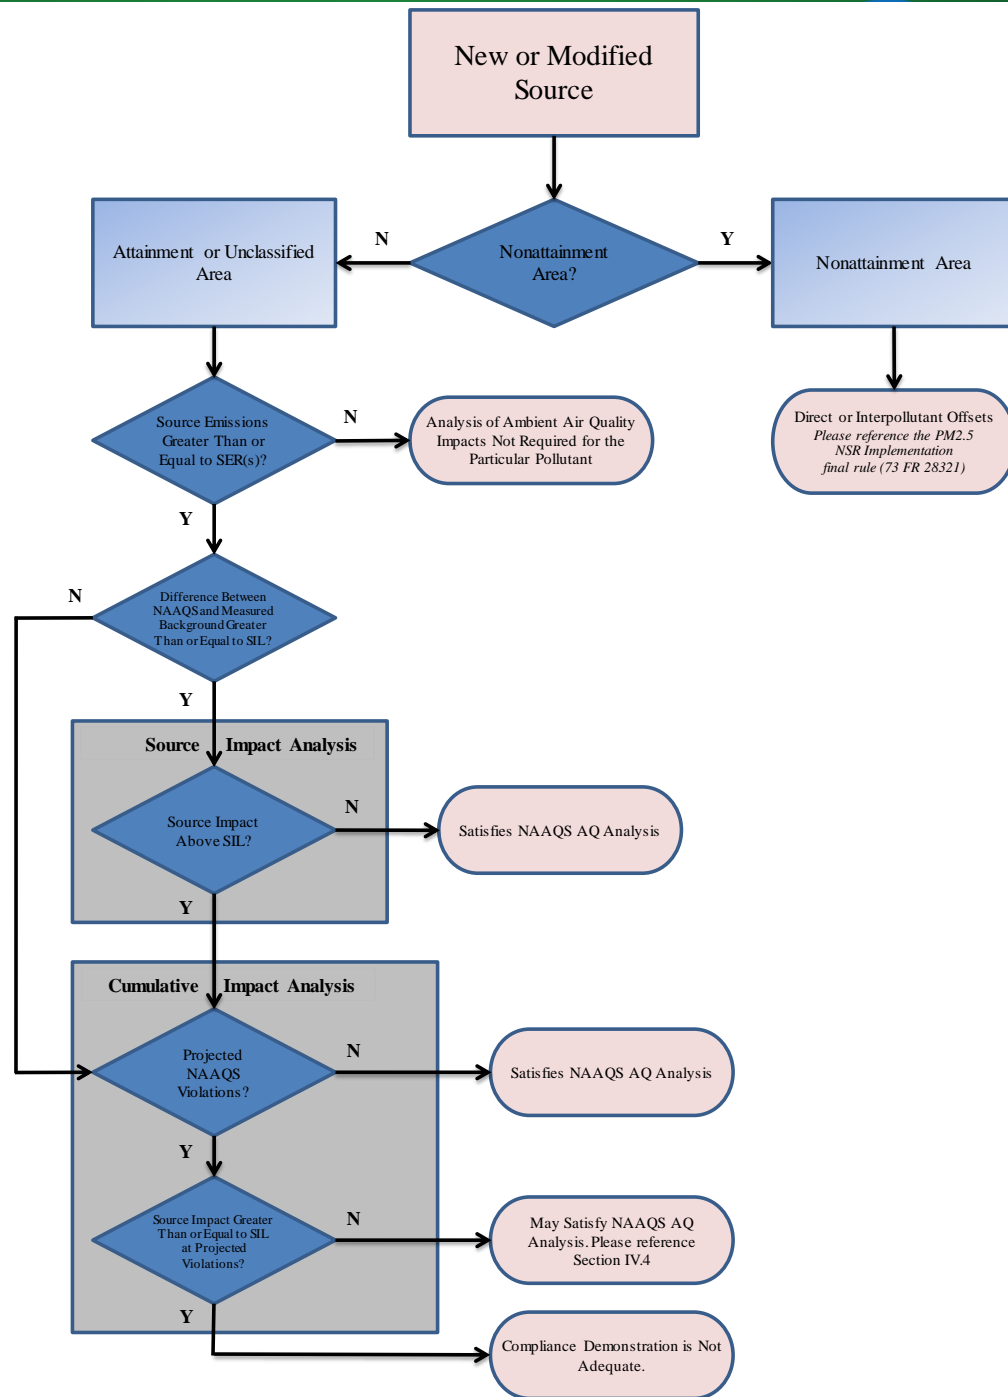 New or Modified
Source
N
Y
Attainment or Unclassified
Area
Nonattainment
Area?
Nonattainment Area
Source Emissions
Greater Than or
Equal to SER(s)?
N
Analysis of Ambient Air Quality
Impacts Not Required for the
Particular Pollutant
Direct or Interpollutant Offsets
Please reference the PM2.5
NSR Implementation
final rule (73 FR 28321)
Y
N
Difference Between
NAAQS and Measured
Background Greater
Than or Equal to SIL?
Y
Source Impact Analysis
Source Impact
Above SIL?
N
Satisfies NAAQS AQ Analysis
Y
Cumulative Impact Analysis
Projected
NAAQS
Violations?
N
Satisfies NAAQS AQ Analysis
Y
Source Impact Greater
Than or Equal to SIL
at Projected
Violations?
N
May Satisfy NAAQS AQ
Analysis. Please reference
Section IV.4
Y
Compliance Demonstration is Not
Adequate.